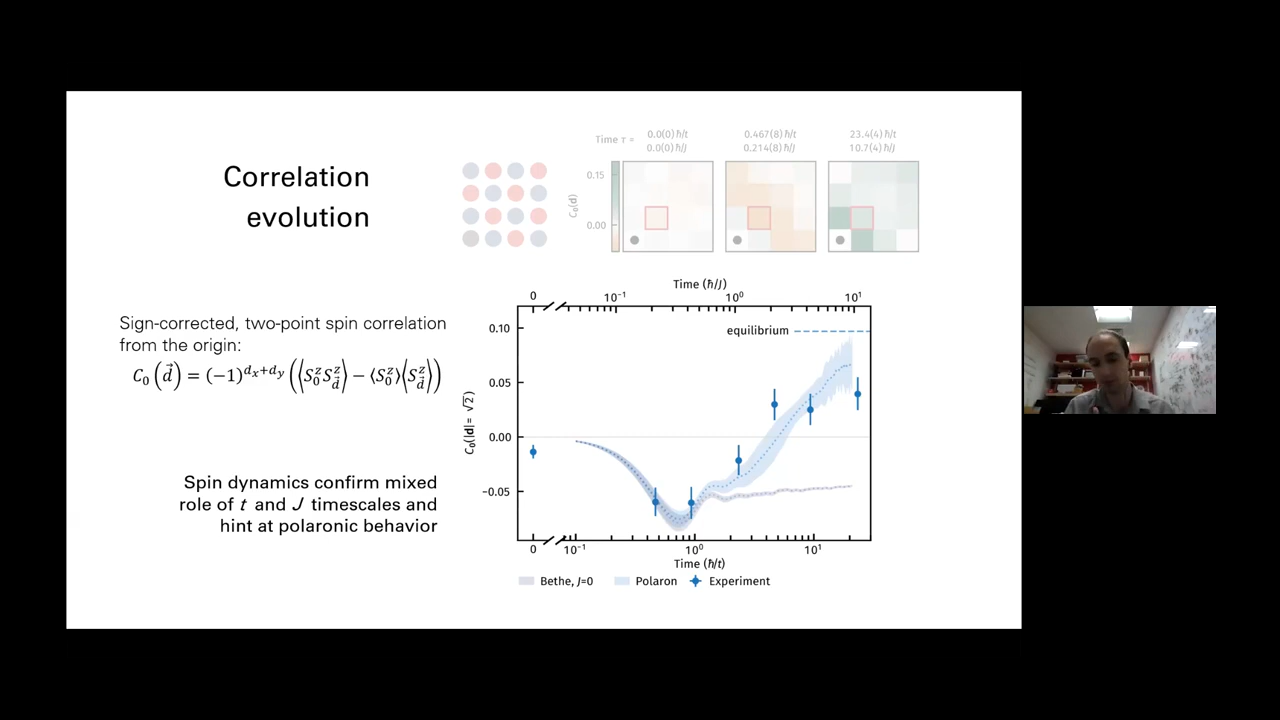 Correlation
evolution
Time τ =
0.0(0) ħ/t
0.0(0) ħ/J
0.467(8) ħ/t
0.214(8) ħ/J
23.4(4) ħ/t
10.7(4) ħ/J
C₀(d)
0.15
0.00
Sign-corrected, two-point spin correlation
from the origin:
C₀(d⃗) = (−1)^{dₓ+d_y} (⟨S₀ᶻ S_d⃗ᶻ⟩ − ⟨S₀ᶻ⟩⟨S_d⃗ᶻ⟩)
Spin dynamics confirm mixed
role of t and J timescales and
hint at polaronic behavior
Time (ħ/J)
0 10⁻¹ 10⁰ 10¹
equilibrium
C₀(|d|= √2)
0.10
0.05
0.00
−0.05
0 10⁻¹ 10⁰ 10¹
Time (ħ/t)
Bethe, J=0 Polaron Experiment